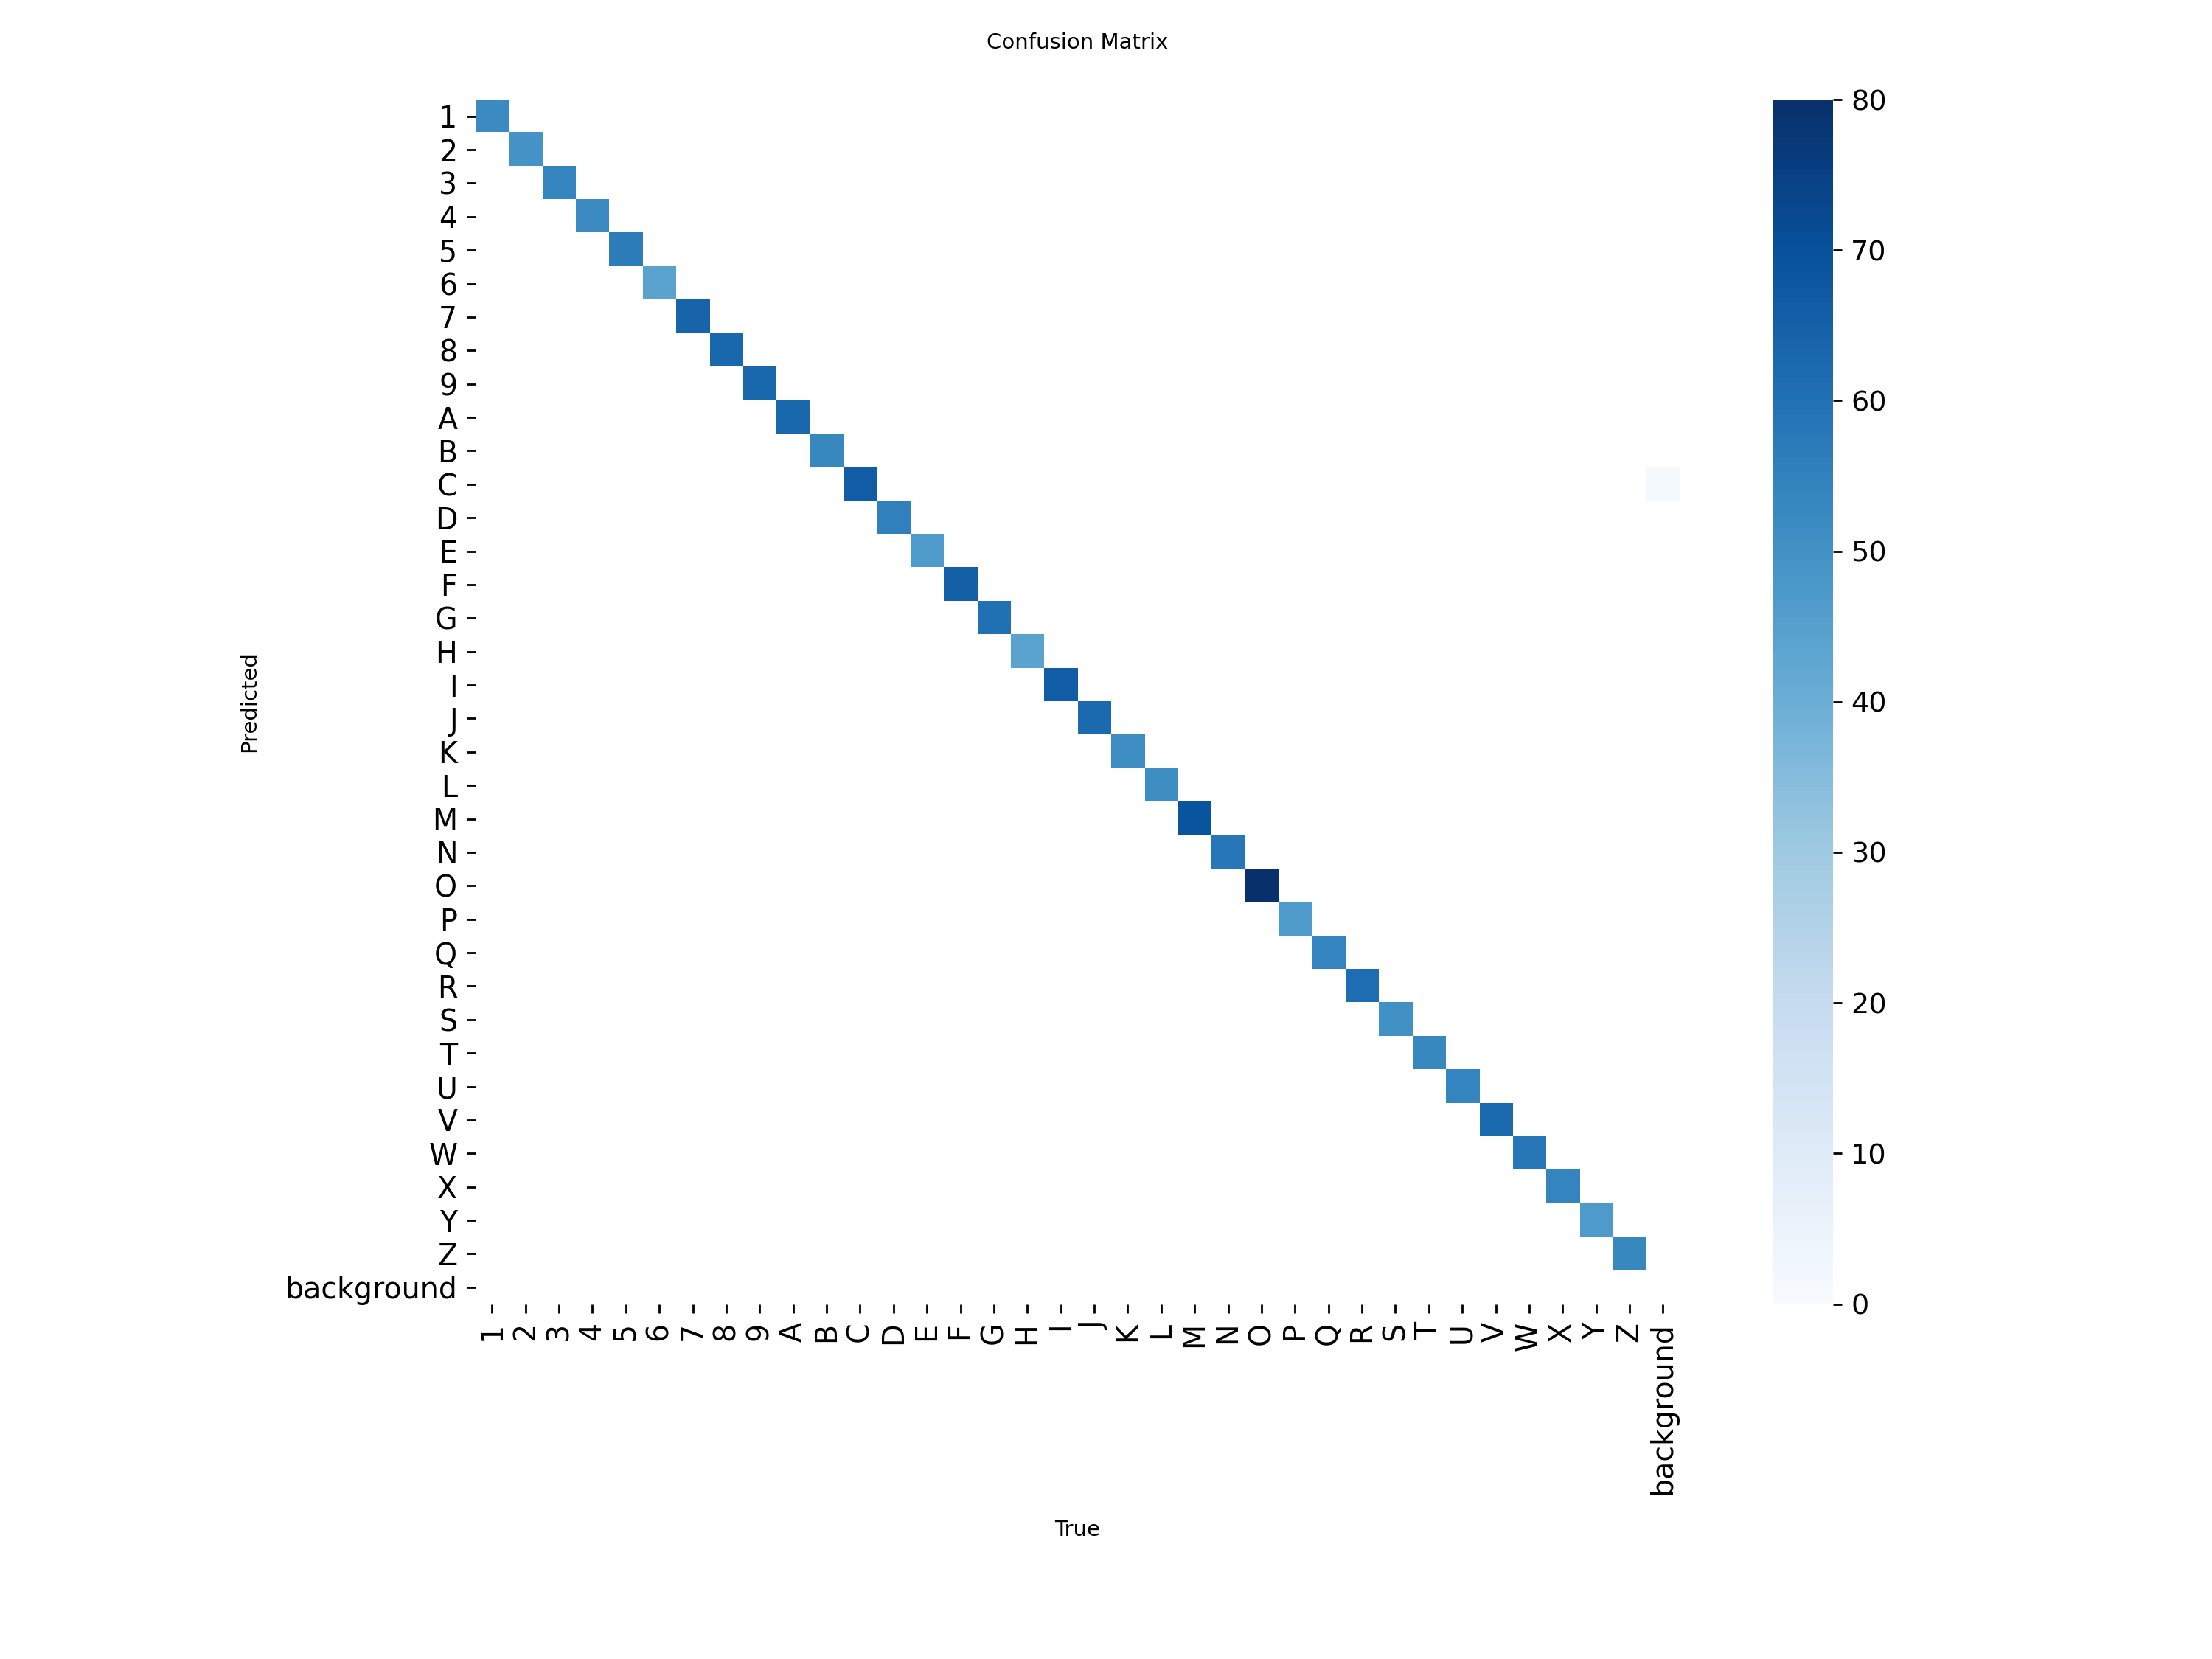 Confusion Matrix
1
2
3
4
5
6
7
8
9
A
B
C
D
E
F
G
H
I
J
K
L
M
N
O
P
Q
R
S
T
U
V
W
X
Y
Z
background
Predicted
1 2 3 4 5 6 7 8 9 A B C D E F G H I J K L M N O P Q R S T U V W X Y Z background
True
80
70
60
50
40
30
20
10
0